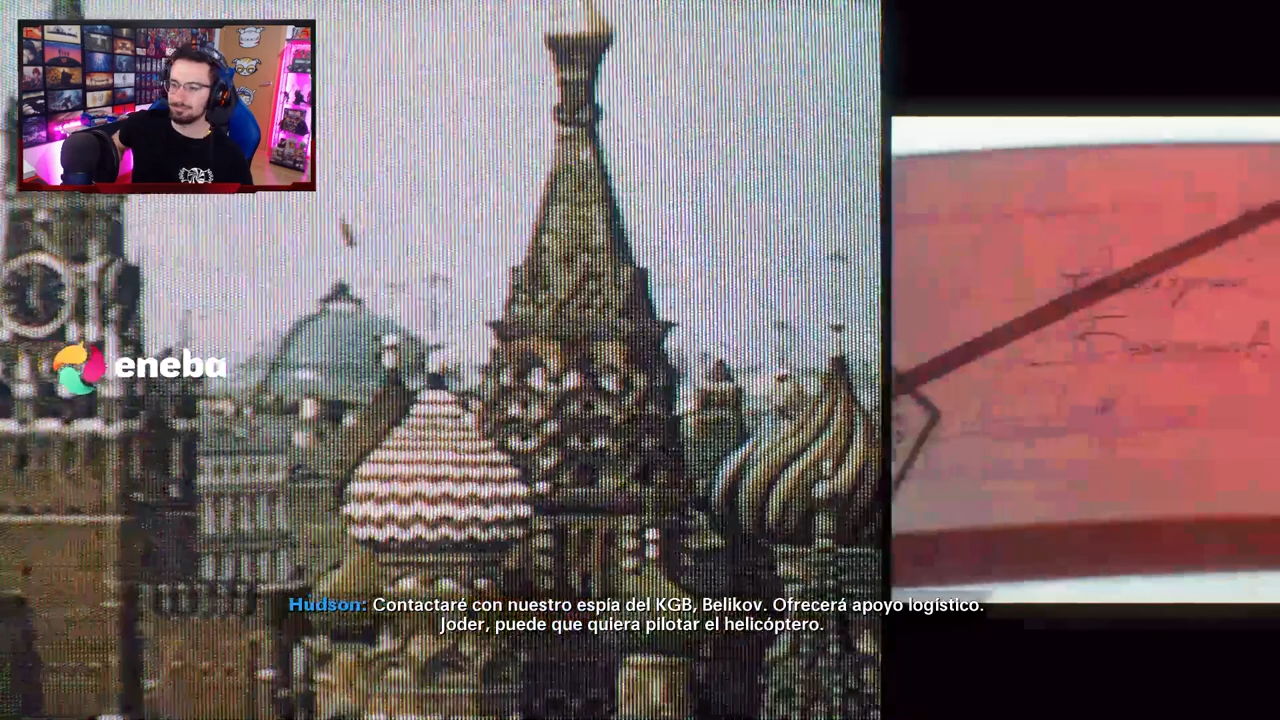 eneba
Hudson: Contactaré con nuestro espía del KGB, Belikov. Ofrecerá apoyo logístico.
Joder, puede que quiera pilotar el helicóptero.